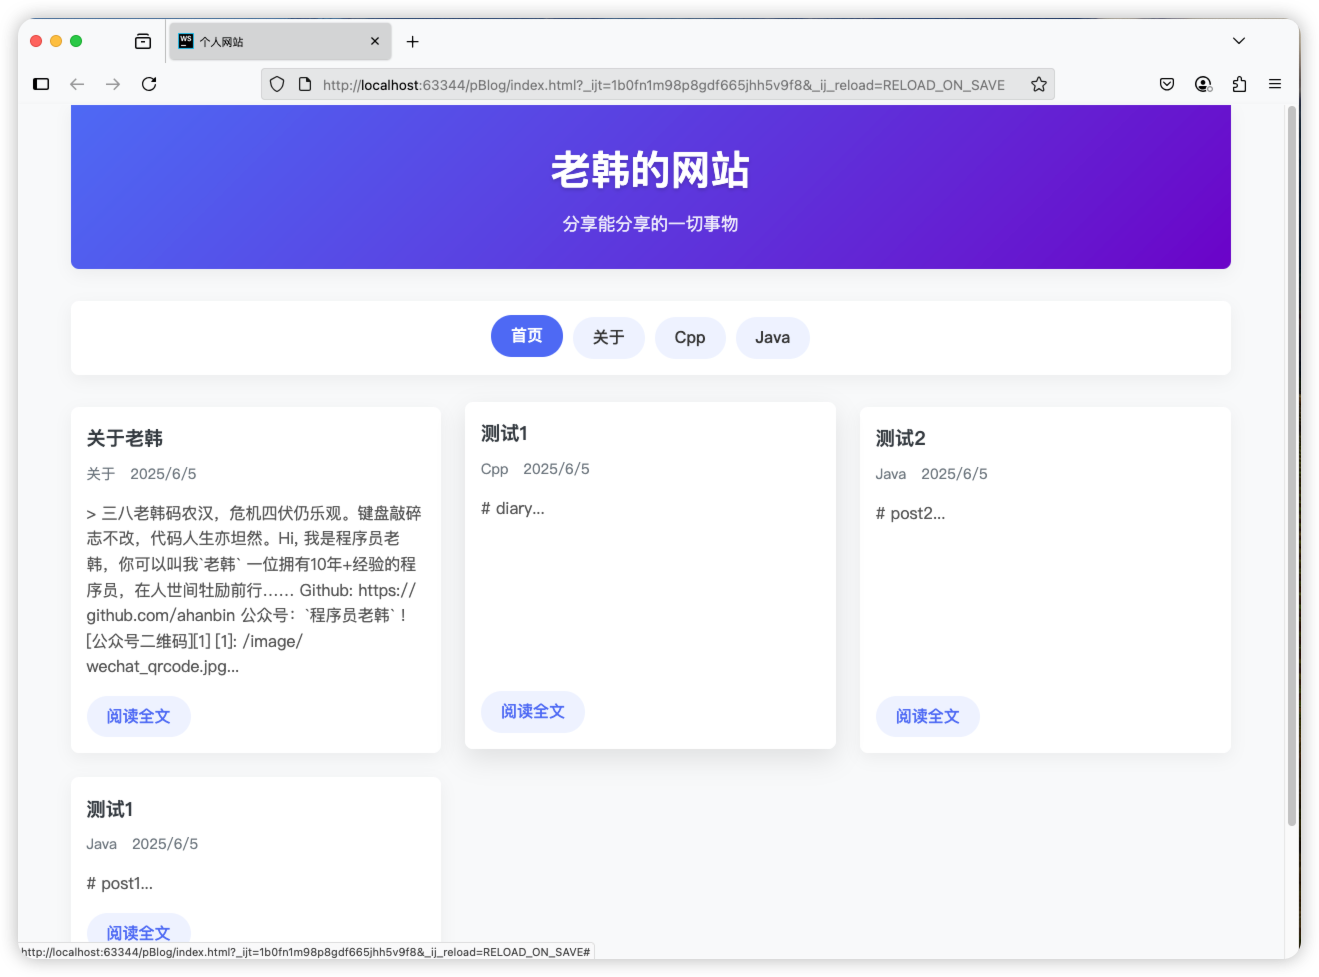 WS
个人网站
http://localhost:63344/pBlog/index.html?_ijt=1b0fn1m98p8gdf665jhh5v9f8&_ij_reload=RELOAD_ON_SAVE
老韩的网站
分享能分享的一切事物
首页
关于
Cpp
Java
关于老韩
关于 2025/6/5
> 三八老韩码农汉，危机四伏仍乐观。键盘敲碎
志不改，代码人生亦坦然。Hi, 我是程序员老
韩，你可以叫我`老韩` 一位拥有10年+经验的程
序员，在人世间牡励前行…… Github: https://
github.com/ahanbin 公众号：`程序员老韩` !
[公众号二维码][1] [1]: /image/
wechat_qrcode.jpg...
阅读全文
测试1
Cpp 2025/6/5
# diary...
阅读全文
测试2
Java 2025/6/5
# post2...
阅读全文
测试1
Java 2025/6/5
# post1...
阅读全文
http://localhost:63344/pBlog/index.html?_ijt=1b0fn1m98p8gdf665jhh5v9f8&_ij_reload=RELOAD_ON_SAVE#